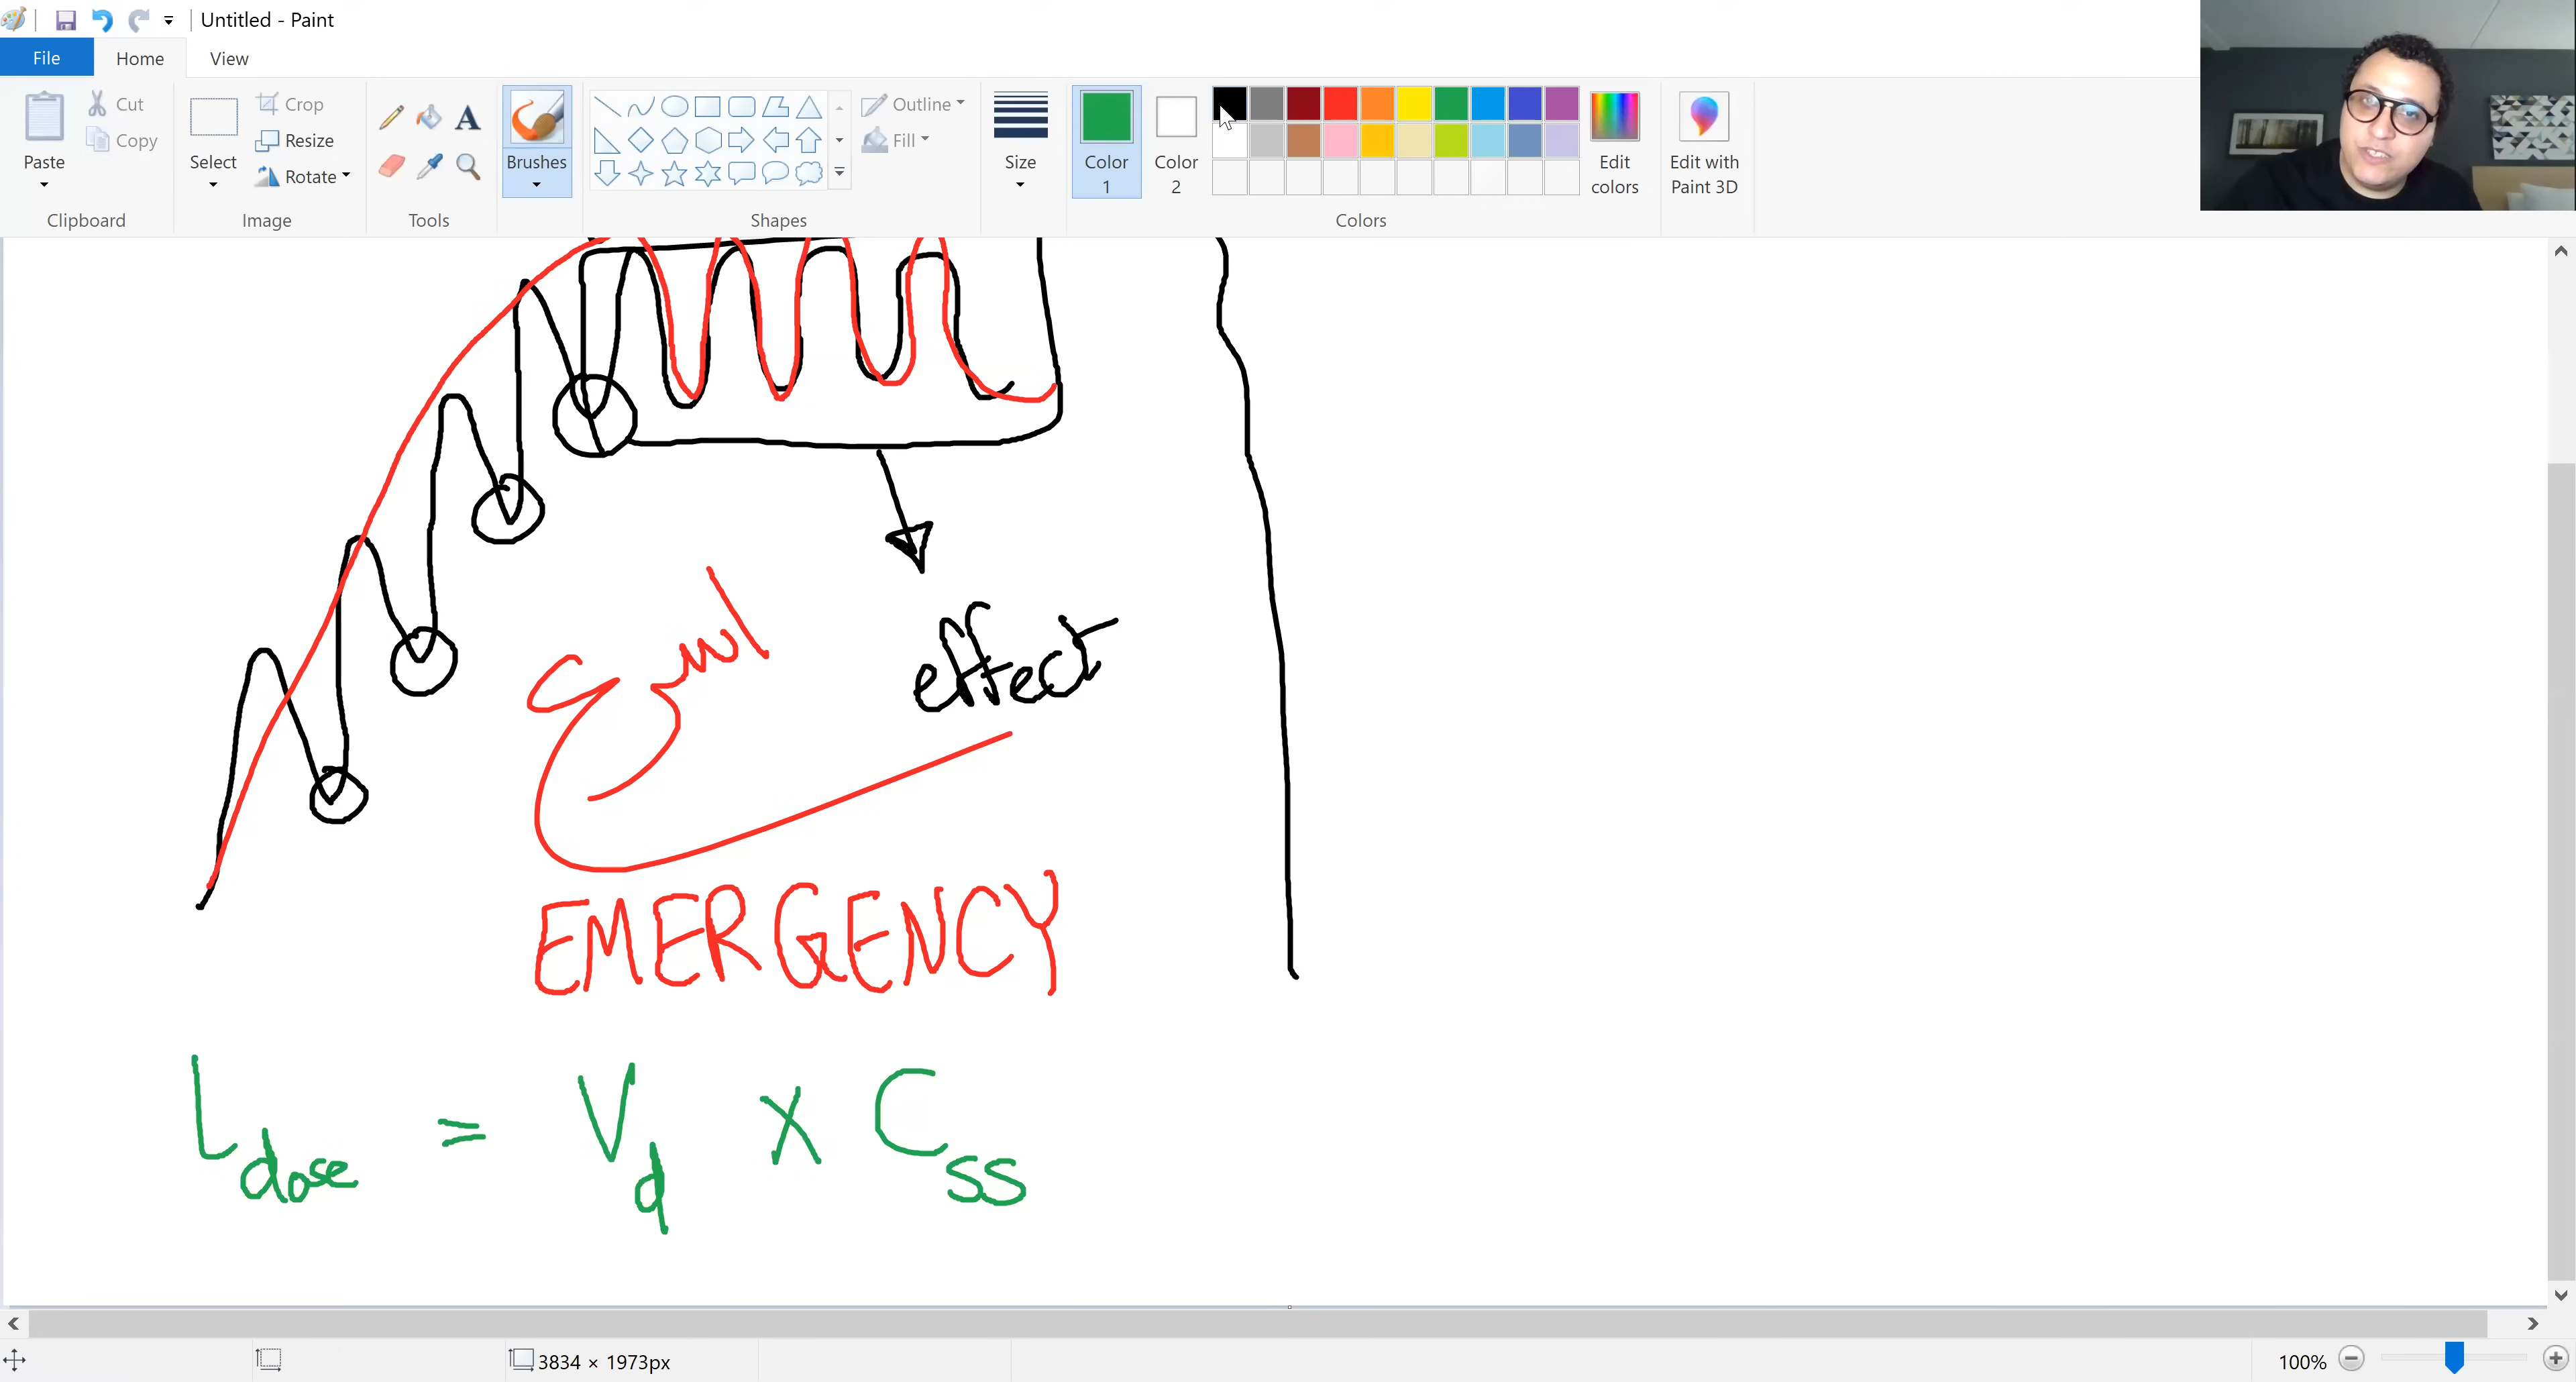 Untitled - Paint
File Home View
Paste
Cut
Copy
Clipboard
Select
Crop
Resize
Rotate
Image
Tools
Brushes
Shapes
Outline
Fill
Size
Color 1
Color 2
Edit colors
Edit with Paint 3D
Colors
effect
EMERGENCY
L dose = Vd x Css
3834 × 1973px
100%